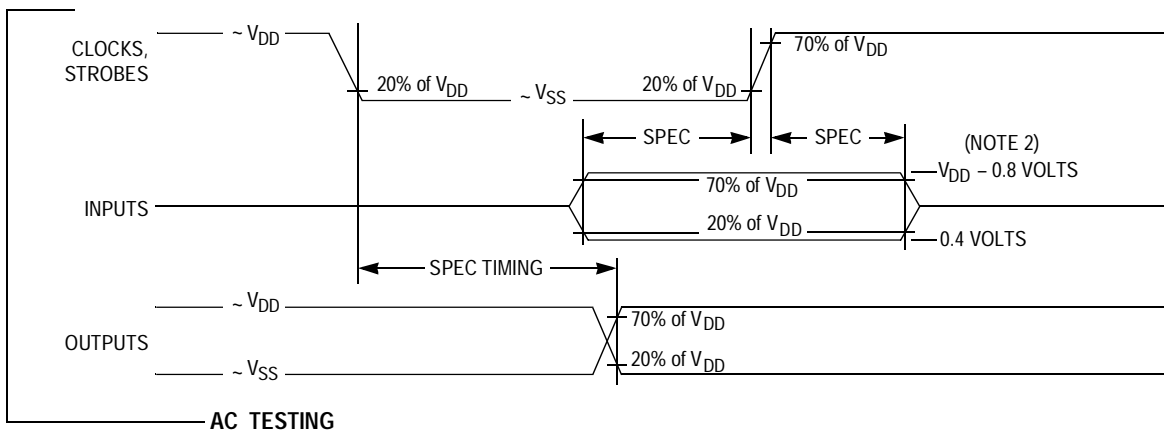 CLOCKS,
STROBES
~ VDD
20% of VDD
~ VSS
20% of VDD
70% of VDD
SPEC
SPEC
(NOTE 2)
VDD – 0.8 VOLTS
INPUTS
70% of VDD
20% of VDD
0.4 VOLTS
SPEC TIMING
OUTPUTS
~ VDD
70% of VDD
20% of VDD
~ VSS
AC TESTING